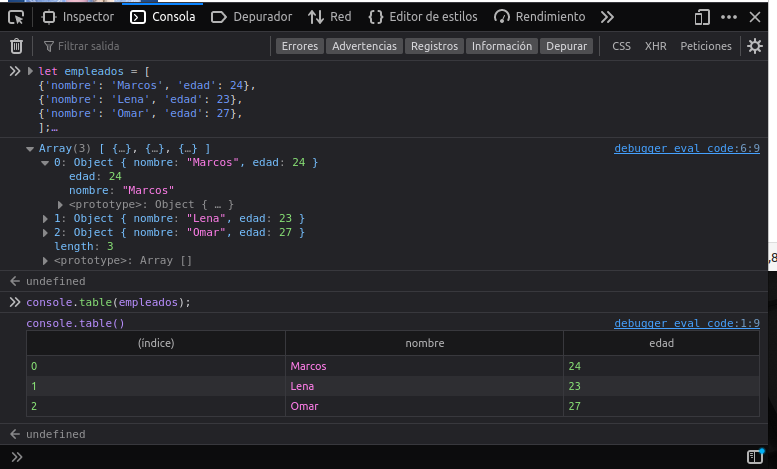 Inspector Consola Depurador Red Editor de estilos Rendimiento
Filtrar salida Errores Advertencias Registros Información Depurar CSS XHR Peticiones
let empleados = [
{'nombre': 'Marcos', 'edad': 24},
{'nombre': 'Lena', 'edad': 23},
{'nombre': 'Omar', 'edad': 27},
];…
Array(3) [ {…}, {…}, {…} ] debugger eval code:6:9
0: Object { nombre: "Marcos", edad: 24 }
edad: 24
nombre: "Marcos"
<prototype>: Object { … }
1: Object { nombre: "Lena", edad: 23 }
2: Object { nombre: "Omar", edad: 27 }
length: 3
<prototype>: Array []
undefined
console.table(empleados);
console.table() debugger eval code:1:9
(índice) nombre edad
0 Marcos 24
1 Lena 23
2 Omar 27
undefined
,8